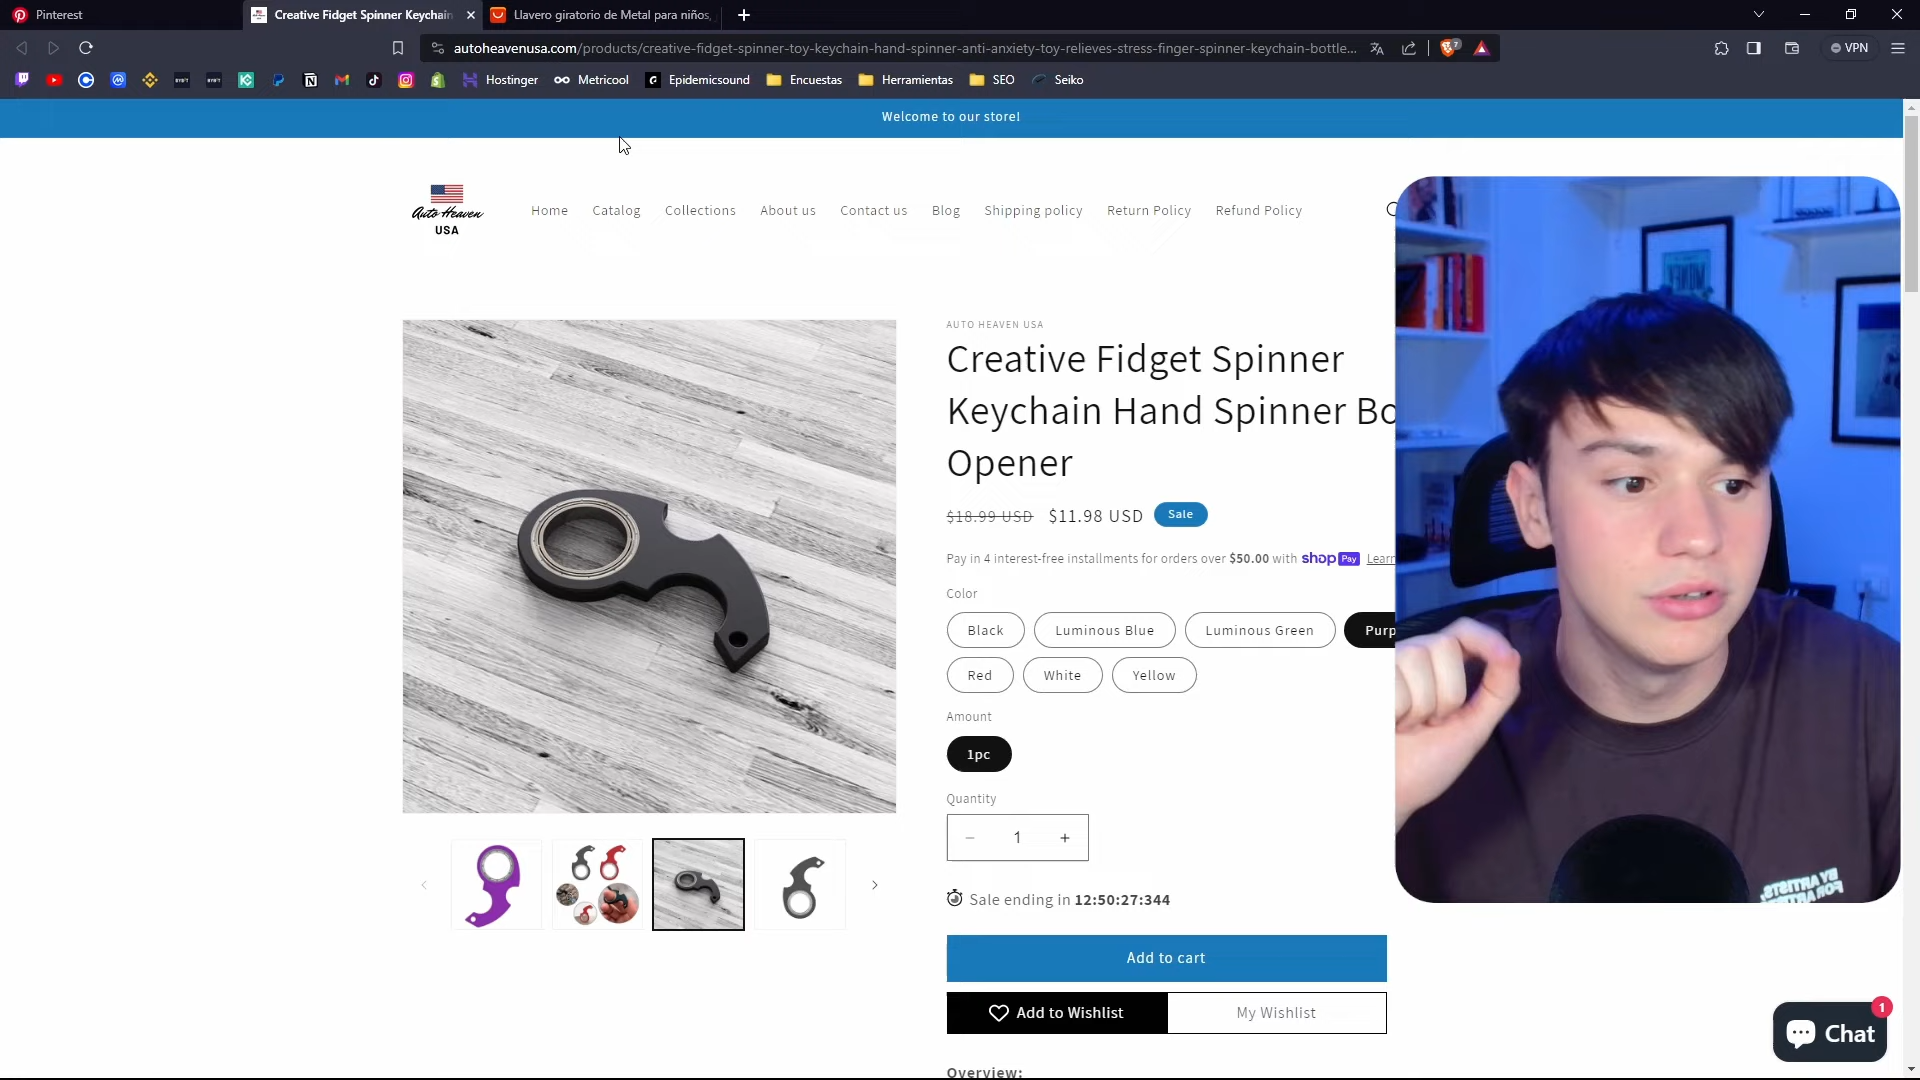 Pinterest
Creative Fidget Spinner Keychain
Llavero giratorio de Metal para niños,
autoheavenusa.com/products/creative-fidget-spinner-toy-keychain-hand-spinner-anti-anxiety-toy-relieves-stress-finger-spinner-keychain-bottle...
7
VPN
Hostinger
Metricool
Epidemicsound
Encuestas
Herramientas
SEO
Seiko
Welcome to our store!
Auto Heaven
USA
Home
Catalog
Collections
About us
Contact us
Blog
Shipping policy
Return Policy
Refund Policy
AUTO HEAVEN USA
Creative Fidget Spinner
Keychain Hand Spinner Bo
Opener
$18.99 USD $11.98 USD Sale
Pay in 4 interest-free installments for orders over $50.00 with shop Pay Learn
Color
Black
Luminous Blue
Luminous Green
Purp
Red
White
Yellow
Amount
1pc
Quantity
− 1 +
Sale ending in 12:50:27:344
Add to cart
Add to Wishlist
My Wishlist
Overview:
BY ARTISTS
FOR ARTI
Chat
1